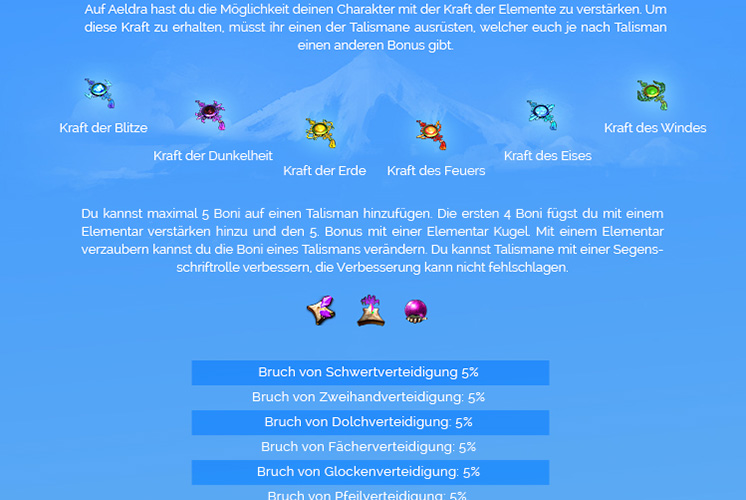 Auf Aeldra hast du die Möglichkeit deinen Charakter mit der Kraft der Elemente zu verstärken. Um
diese Kraft zu erhalten, müsst ihr einen der Talismane ausrüsten, welcher euch je nach Talisman
einen anderen Bonus gibt.
Kraft der Blitze
Kraft der Dunkelheit
Kraft der Erde
Kraft des Feuers
Kraft des Eises
Kraft des Windes
Du kannst maximal 5 Boni auf einen Talisman hinzufügen. Die ersten 4 Boni fügst du mit einem
Elementar verstärken hinzu und den 5. Bonus mit einer Elementar Kugel. Mit einem Elementar
verzaubern kannst du die Boni eines Talismans verändern. Du kannst Talismane mit einer Segens-
schriftrolle verbessern, die Verbesserung kann nicht fehlschlagen.
Bruch von Schwertverteidigung 5%
Bruch von Zweihandverteidigung: 5%
Bruch von Dolchverteidigung: 5%
Bruch von Fächerverteidigung: 5%
Bruch von Glockenverteidigung: 5%
Bruch von Pfeilverteidigung: 5%